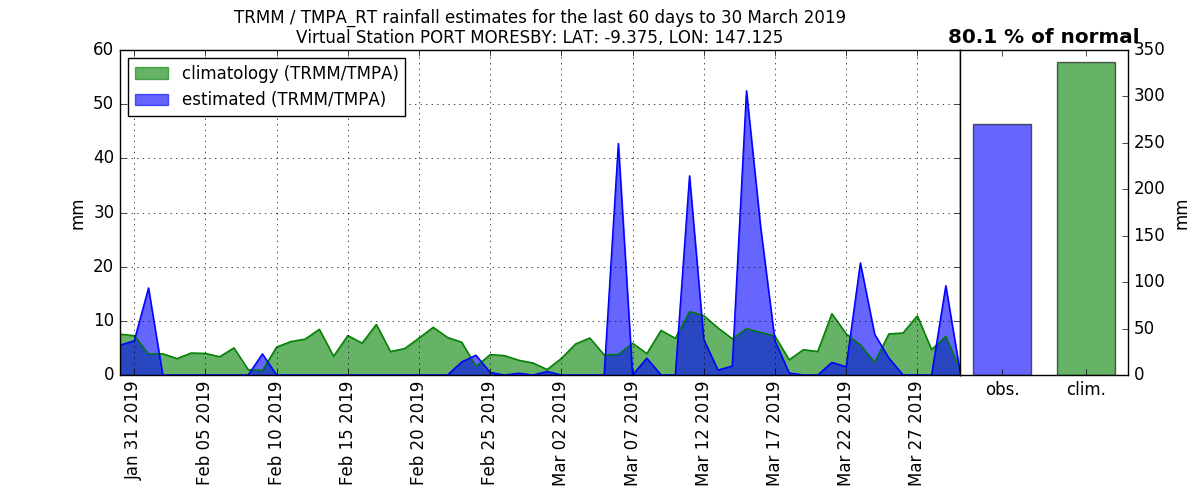 TRMM / TMPA_RT rainfall estimates for the last 60 days to 30 March 2019
Virtual Station PORT MORESBY: LAT: -9.375, LON: 147.125
80.1 % of normal
climatology (TRMM/TMPA)
estimated (TRMM/TMPA)
mm
60
50
40
30
20
10
0
Jan 31 2019
Feb 05 2019
Feb 10 2019
Feb 15 2019
Feb 20 2019
Feb 25 2019
Mar 02 2019
Mar 07 2019
Mar 12 2019
Mar 17 2019
Mar 22 2019
Mar 27 2019
obs.
clim.
350
300
250
200
150
100
50
0
mm